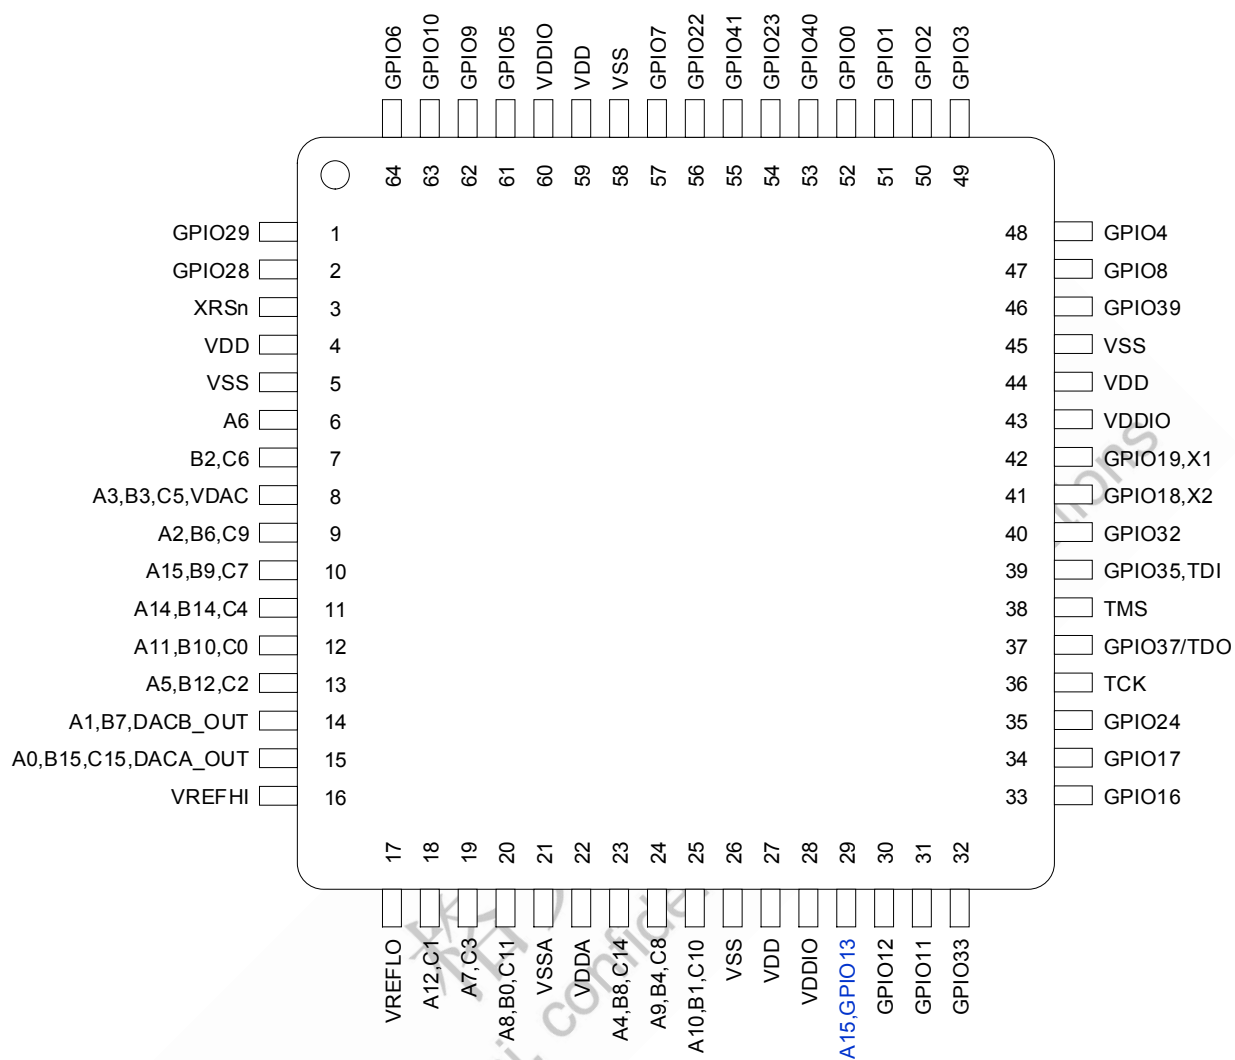 GPIO6
GPIO10
GPIO9
GPIO5
VDDIO
VDD
VSS
GPIO7
GPIO22
GPIO41
GPIO23
GPIO40
GPIO0
GPIO1
GPIO2
GPIO3
64 63 62 61 60 59 58 57 56 55 54 53 52 51 50 49
GPIO29 1 48 GPIO4
GPIO28 2 47 GPIO8
XRSn 3 46 GPIO39
VDD 4 45 VSS
VSS 5 44 VDD
A6 6 43 VDDIO
B2,C6 7 42 GPIO19,X1
A3,B3,C5,VDAC 8 41 GPIO18,X2
A2,B6,C9 9 40 GPIO32
A15,B9,C7 10 39 GPIO35,TDI
A14,B14,C4 11 38 TMS
A11,B10,C0 12 37 GPIO37/TDO
A5,B12,C2 13 36 TCK
A1,B7,DACB_OUT 14 35 GPIO24
A0,B15,C15,DACA_OUT 15 34 GPIO17
VREFHI 16 33 GPIO16
17 18 19 20 21 22 23 24 25 26 27 28 29 30 31 32
VREFLO
A12,C1
A7,C3
A8,B0,C11
VSSA
VDDA
A4,B8,C14
A9,B4,C8
A10,B1,C10
VSS
VDD
VDDIO
A15,GPIO13
GPIO12
GPIO11
GPIO33